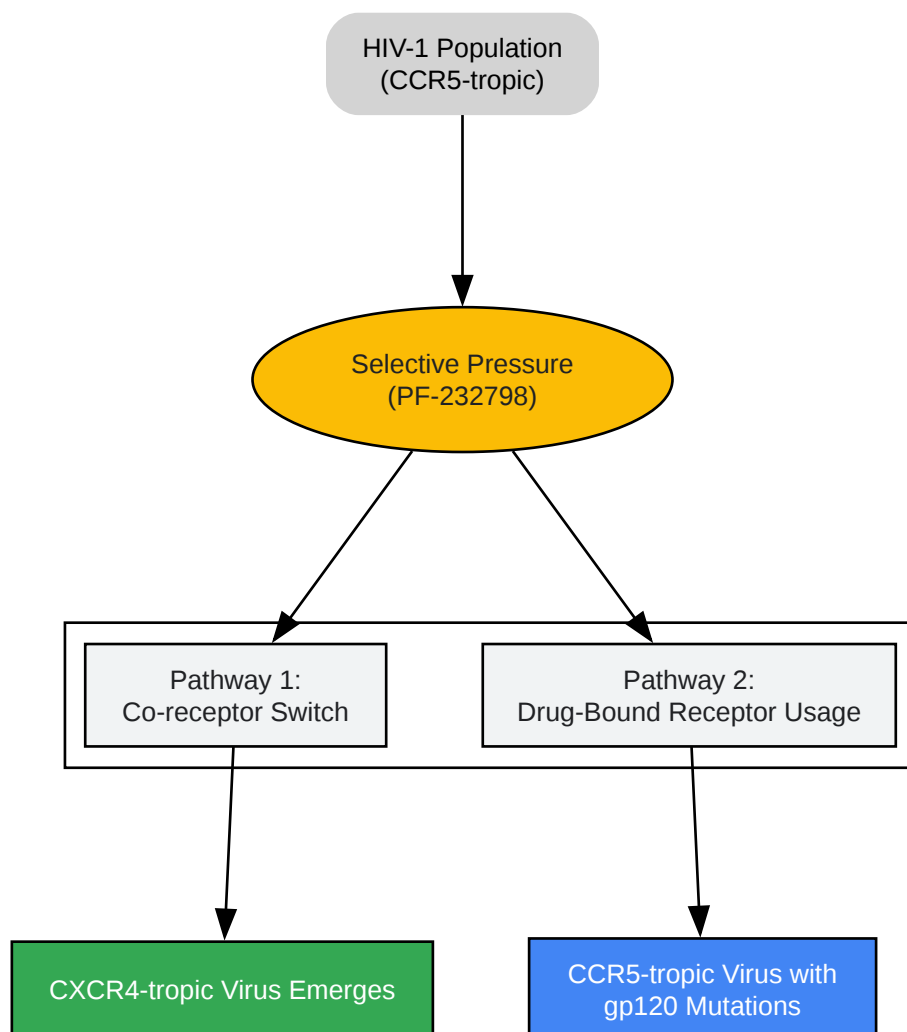 HIV-1 Population
(CCR5-tropic)
Selective Pressure
(PF-232798)
Pathway 1:
Co-receptor Switch
Pathway 2:
Drug-Bound Receptor Usage
CXCR4-tropic Virus Emerges
CCR5-tropic Virus with
gp120 Mutations